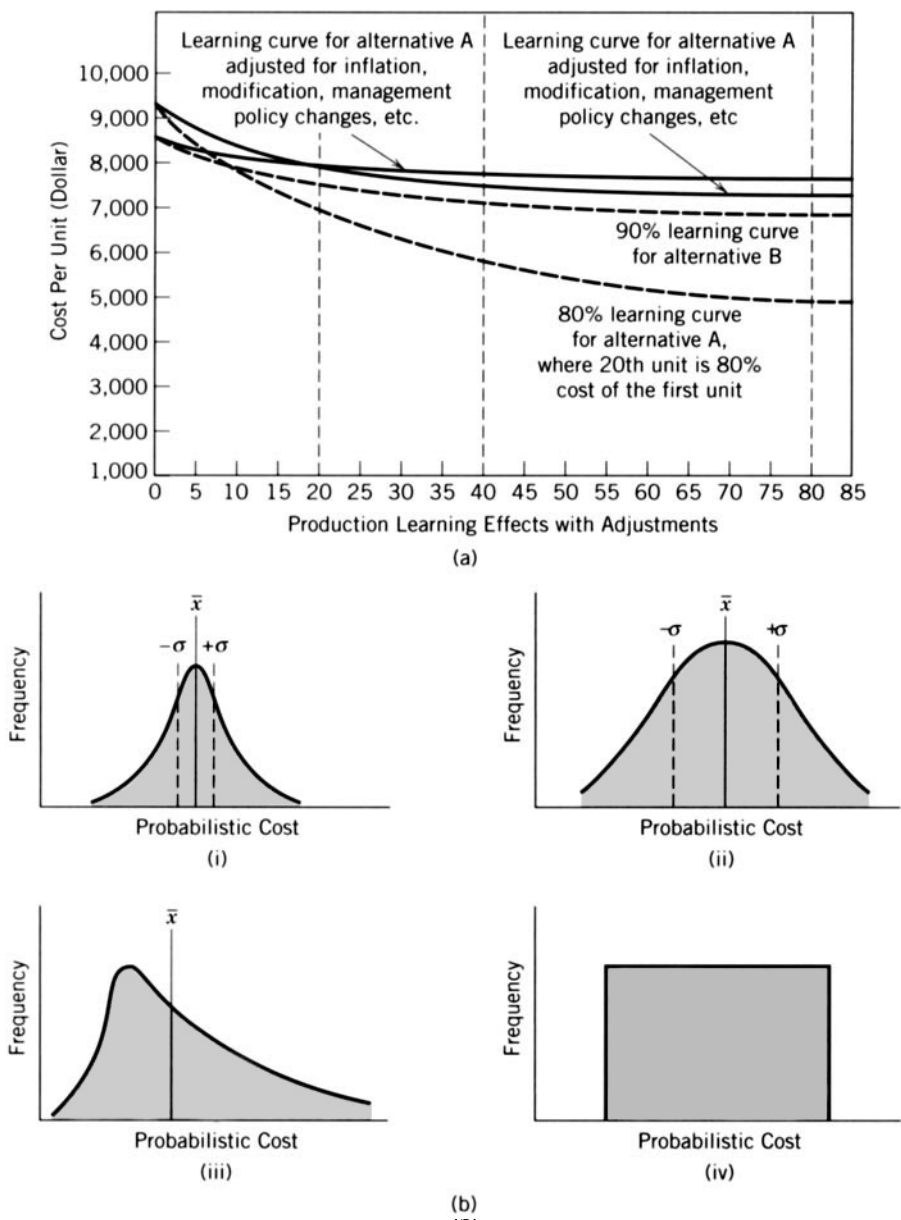 Learning curve for alternative A
adjusted for inflation,
modification, management
policy changes, etc.
Learning curve for alternative A
adjusted for inflation,
modification, management
policy changes, etc
10,000
9,000
8,000
7,000
6,000
5,000
4,000
3,000
2,000
1,000
Cost Per Unit (Dollar)
90% learning curve
for alternative B
80% learning curve
for alternative A,
where 20th unit is 80%
cost of the first unit
0 5 10 15 20 25 30 35 40 45 50 55 60 65 70 75 80 85
Production Learning Effects with Adjustments
(a)
x̄
−σ +σ
Frequency
Probabilistic Cost
(i)
x̄
−σ +σ
Frequency
Probabilistic Cost
(ii)
x̄
Frequency
Probabilistic Cost
(iii)
Frequency
Probabilistic Cost
(iv)
(b)